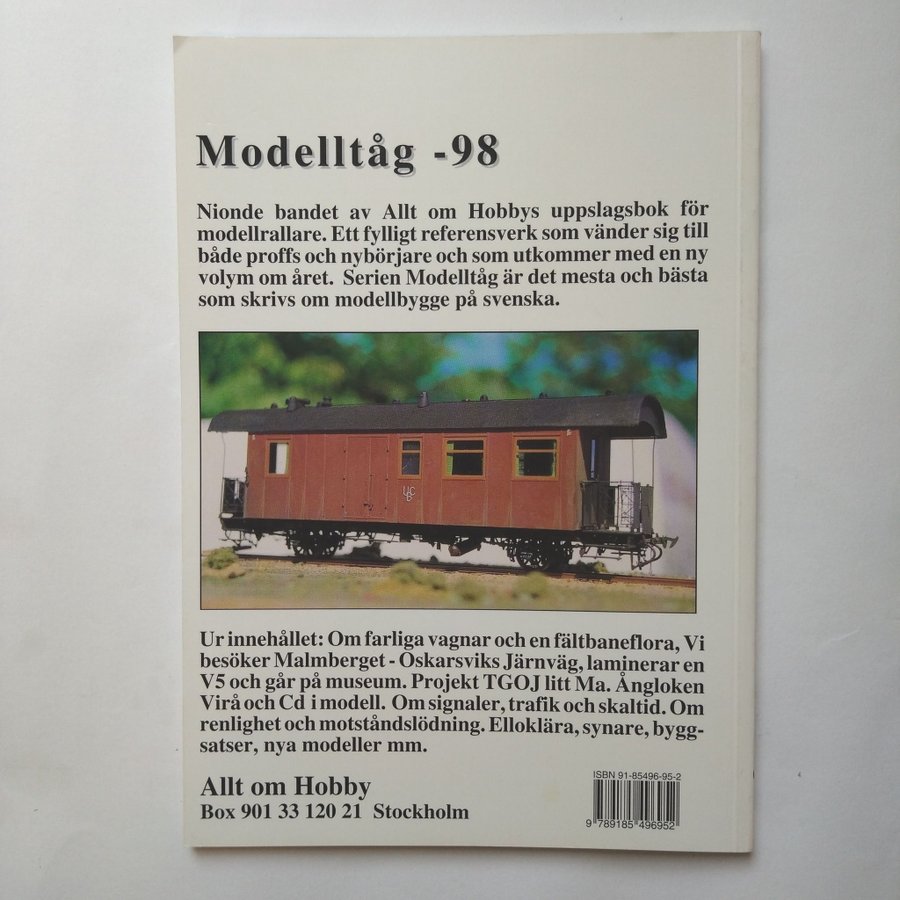 Modelltåg -98
Nionde bandet av Allt om Hobbys uppslagsbok för
modellrallare. Ett fylligt referensverk som vänder sig till
både proffs och nybörjare och som utkommer med en ny
volym om året. Serien Modelltåg är det mesta och bästa
som skrivs om modellbygge på svenska.
Ur innehållet: Om farliga vagnar och en fältbaneflora, Vi
besöker Malmberget - Oskarsviks Järnväg, laminerar en
V5 och går på museum. Projekt TGOJ litt Ma. Ångloken
Virå och Cd i modell. Om signaler, trafik och skaltid. Om
renlighet och motståndslödning. Elloklära, synare, bygg-
satser, nya modeller mm.
Allt om Hobby
Box 901 33 120 21 Stockholm
ISBN 91-85496-95-2
9 789185 496952